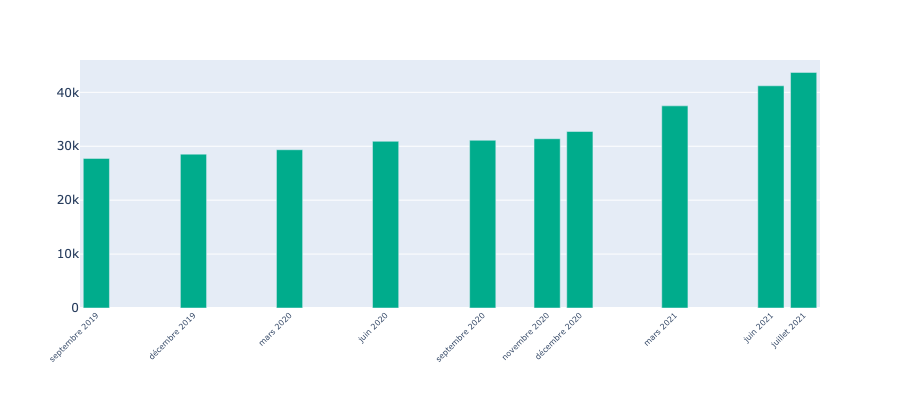 40k
30k
20k
10k
0
septembre 2019
décembre 2019
mars 2020
juin 2020
septembre 2020
novembre 2020
décembre 2020
mars 2021
juin 2021
juillet 2021